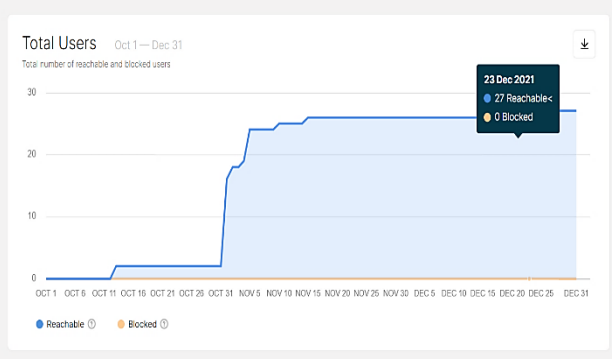 Total Users Oct 1 — Dec 31
Total number of reachable and blocked users
23 Dec 2021
27 Reachable<
0 Blocked
30
20
10
0
OCT 1 OCT 6 OCT 11 OCT 16 OCT 21 OCT 26 OCT 31 NOV 5 NOV 10 NOV 15 NOV 20 NOV 25 NOV 30 DEC 5 DEC 10 DEC 15 DEC 20 DEC 25 DEC 31
Reachable ? Blocked ?